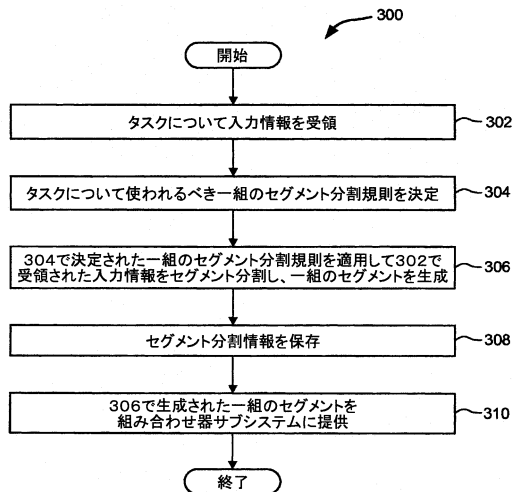 300
開始
タスクについて入力情報を受領
302
タスクについて使われるべき一組のセグメント分割規則を決定
304
304で決定された一組のセグメント分割規則を適用して302で
受領された入力情報をセグメント分割し、一組のセグメントを生成
306
セグメント分割情報を保存
308
306で生成された一組のセグメントを
組み合わせ器サブシステムに提供
310
終了